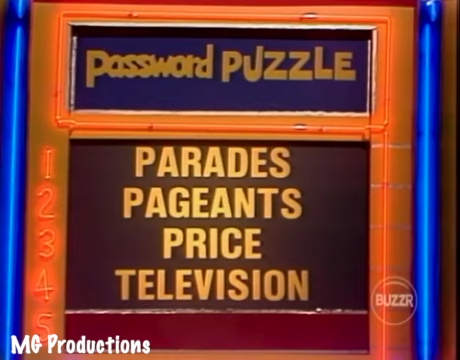 Password PUZZLE
1 PARADES
2 PAGEANTS
3 PRICE
4 TELEVISION
5
BUZZR
MG Productions